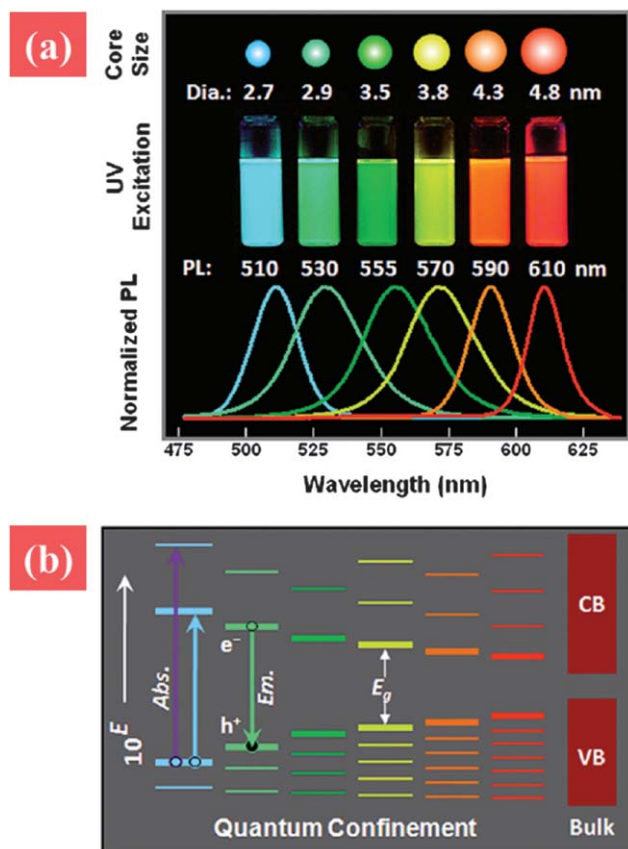 (a)
Core Size
Dia.: 2.7 2.9 3.5 3.8 4.3 4.8 nm
UV Excitation
PL: 510 530 555 570 590 610 nm
Normalized PL
475 500 525 550 575 600 625
Wavelength (nm)
(b)
10^E
Abs.
e⁻
Em.
h⁺
E_g
CB
VB
Quantum Confinement
Bulk